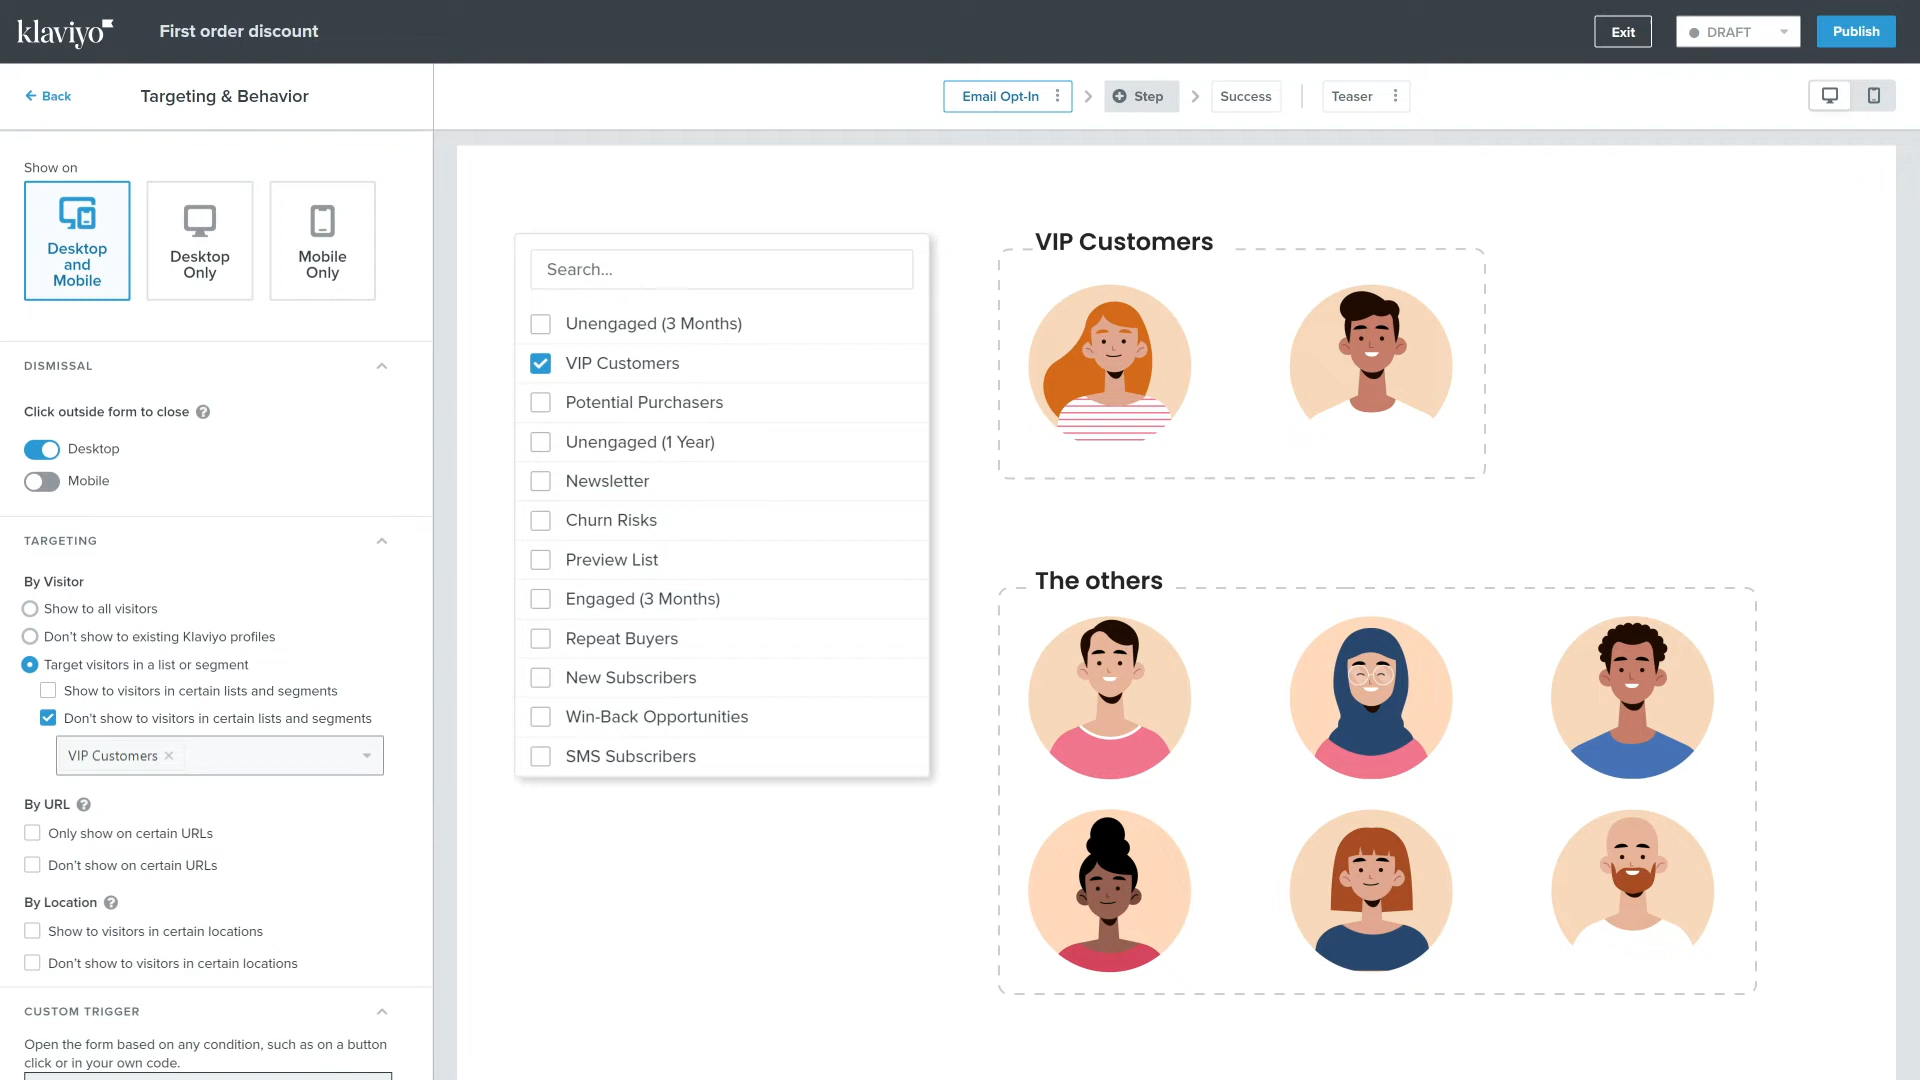 klaviyo
First order discount
Exit
DRAFT
Publish
Back
Targeting & Behavior
Email Opt-In
Step
Success
Teaser
Show on
Desktop
and
Mobile
Desktop
Only
Mobile
Only
DISMISSAL
Click outside form to close ?
Desktop
Mobile
TARGETING
By Visitor
Show to all visitors
Don't show to existing Klaviyo profiles
Target visitors in a list or segment
Show to visitors in certain lists and segments
Don't show to visitors in certain lists and segments
VIP Customers
By URL ?
Only show on certain URLs
Don't show on certain URLs
By Location ?
Show to visitors in certain locations
Don't show to visitors in certain locations
CUSTOM TRIGGER
Open the form based on any condition, such as on a button
click or in your own code.
Search...
Unengaged (3 Months)
VIP Customers
Potential Purchasers
Unengaged (1 Year)
Newsletter
Churn Risks
Preview List
Engaged (3 Months)
Repeat Buyers
New Subscribers
Win-Back Opportunities
SMS Subscribers
VIP Customers
The others